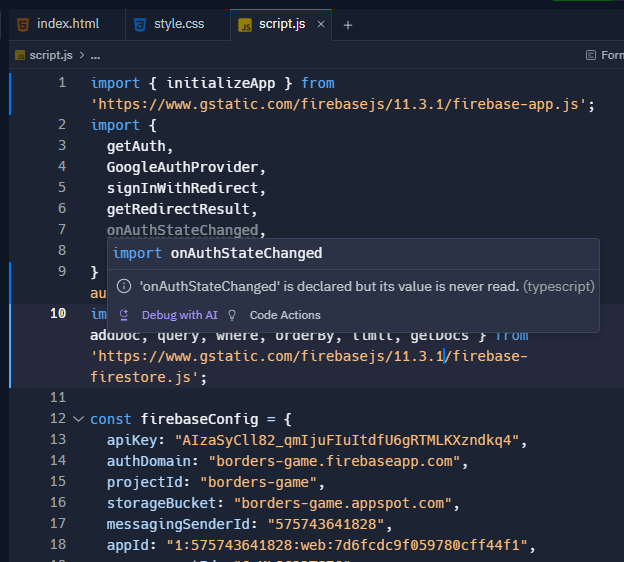 index.html
style.css
script.js
script.js > ...
Form
1 import { initializeApp } from
'https://www.gstatic.com/firebasejs/11.3.1/firebase-app.js';
2 import {
3 getAuth,
4 GoogleAuthProvider,
5 signInWithRedirect,
6 getRedirectResult,
7 onAuthStateChanged,
8
import onAuthStateChanged
9 }
'onAuthStateChanged' is declared but its value is never read. (typescript)
au
10 im
Debug with AI
Code Actions
addDoc, query, where, orderBy, limit, getDocs } from
'https://www.gstatic.com/firebasejs/11.3.1/firebase-
firestore.js';
11
12 const firebaseConfig = {
13 apiKey: "AIzaSyCll82_qmIjuFIuItdfU6gRTMLKXzndkq4",
14 authDomain: "borders-game.firebaseapp.com",
15 projectId: "borders-game",
16 storageBucket: "borders-game.appspot.com",
17 messagingSenderId: "575743641828",
18 appId: "1:575743641828:web:7d6fcdc9f059780cff44f1",